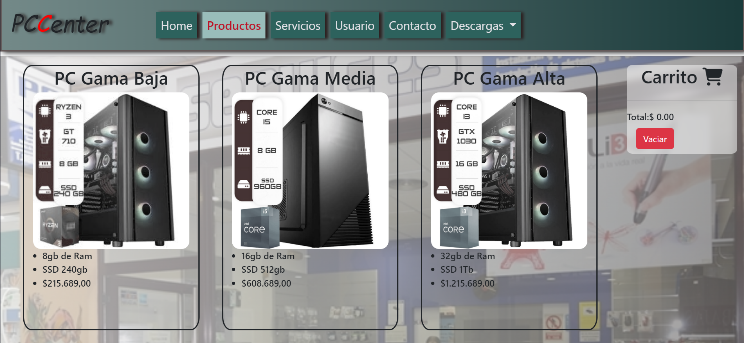 PCCenter
Home Productos Servicios Usuario Contacto Descargas
PC Gama Baja
RYZEN
3
GT
710
8 GB
SSD
240 GB
8gb de Ram
SSD 240gb
$215.689,00
PC Gama Media
CORE
i5
8 GB
SSD
960GB
CORE
16gb de Ram
SSD 512gb
$608.689,00
PC Gama Alta
CORE
i3
GTX
1030
16 GB
SSD
480 GB
CORE
32gb de Ram
SSD 1Tb
$1.215.689,00
Carrito
Total:$ 0.00
Vaciar